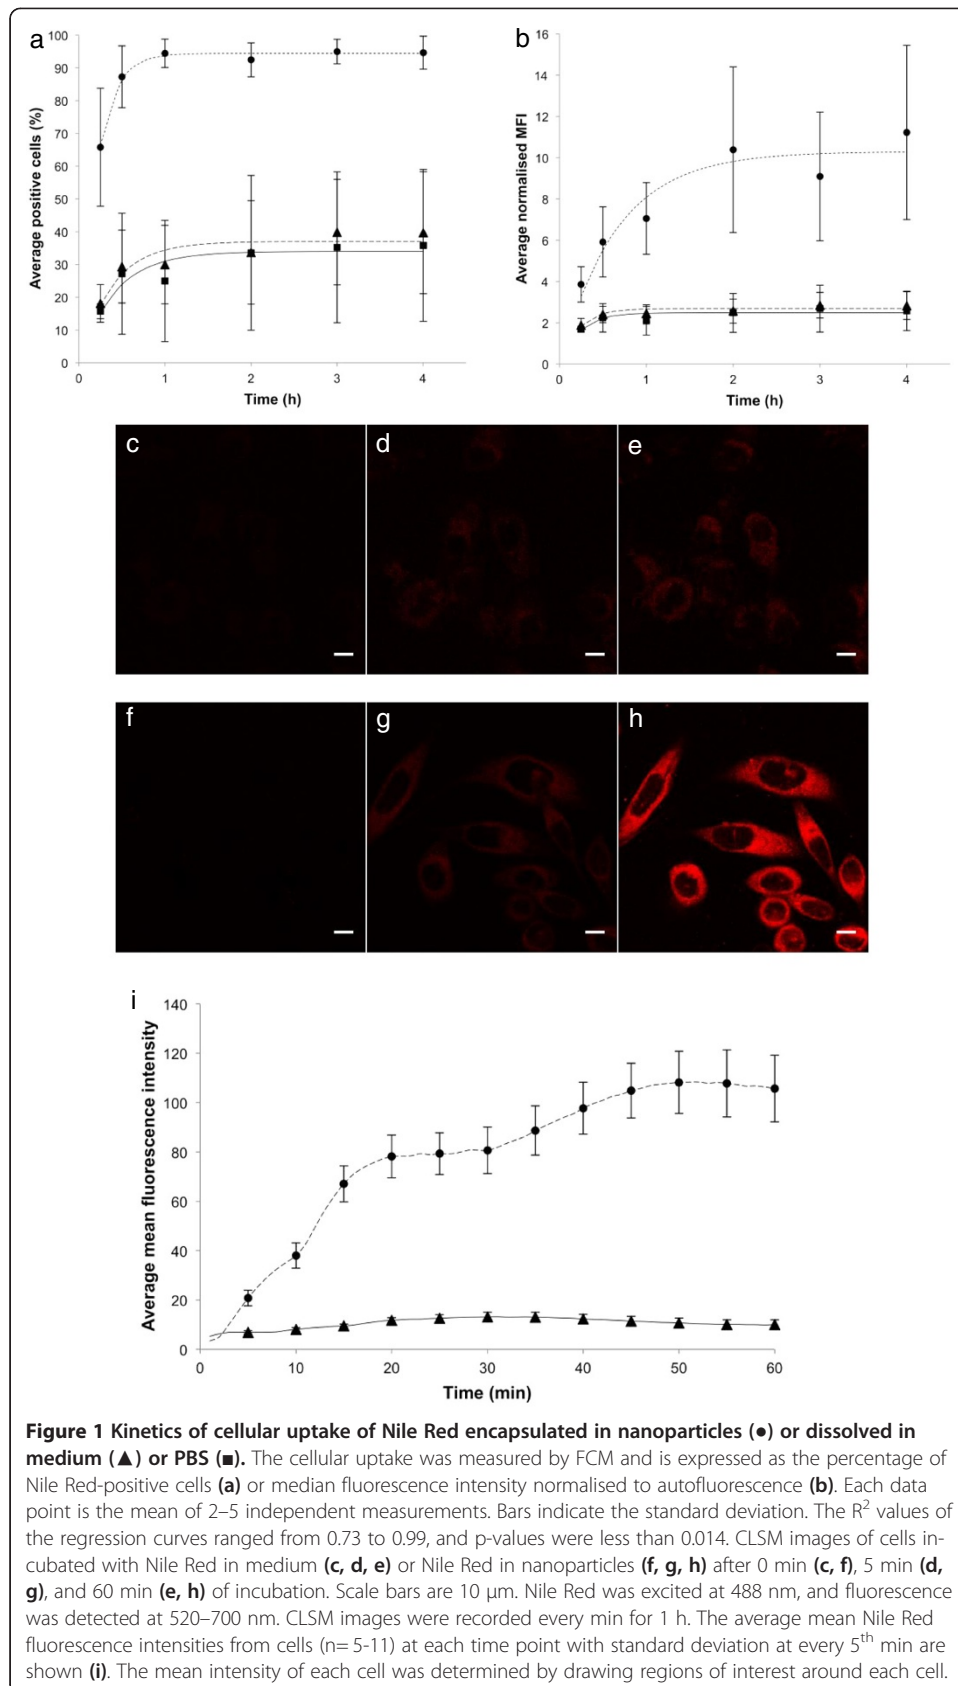 a
100
90
80
70
60
50
40
30
20
10
0
Average positive cells (%)
0 1 2 3 4
Time (h)
b
16
14
12
10
8
6
4
2
0
Average normalised MFI
0 1 2 3 4
Time (h)
c d e
f g h
i
140
120
100
80
60
40
20
0
Average mean fluorescence intensity
0 10 20 30 40 50 60
Time (min)
Figure 1 Kinetics of cellular uptake of Nile Red encapsulated in nanoparticles (●) or dissolved in
medium (▲) or PBS (■). The cellular uptake was measured by FCM and is expressed as the percentage of
Nile Red-positive cells (a) or median fluorescence intensity normalised to autofluorescence (b). Each data
point is the mean of 2–5 independent measurements. Bars indicate the standard deviation. The R² values of
the regression curves ranged from 0.73 to 0.99, and p-values were less than 0.014. CLSM images of cells in-
cubated with Nile Red in medium (c, d, e) or Nile Red in nanoparticles (f, g, h) after 0 min (c, f), 5 min (d,
g), and 60 min (e, h) of incubation. Scale bars are 10 μm. Nile Red was excited at 488 nm, and fluorescence
was detected at 520–700 nm. CLSM images were recorded every min for 1 h. The average mean Nile Red
fluorescence intensities from cells (n= 5-11) at each time point with standard deviation at every 5th min are
shown (i). The mean intensity of each cell was determined by drawing regions of interest around each cell.